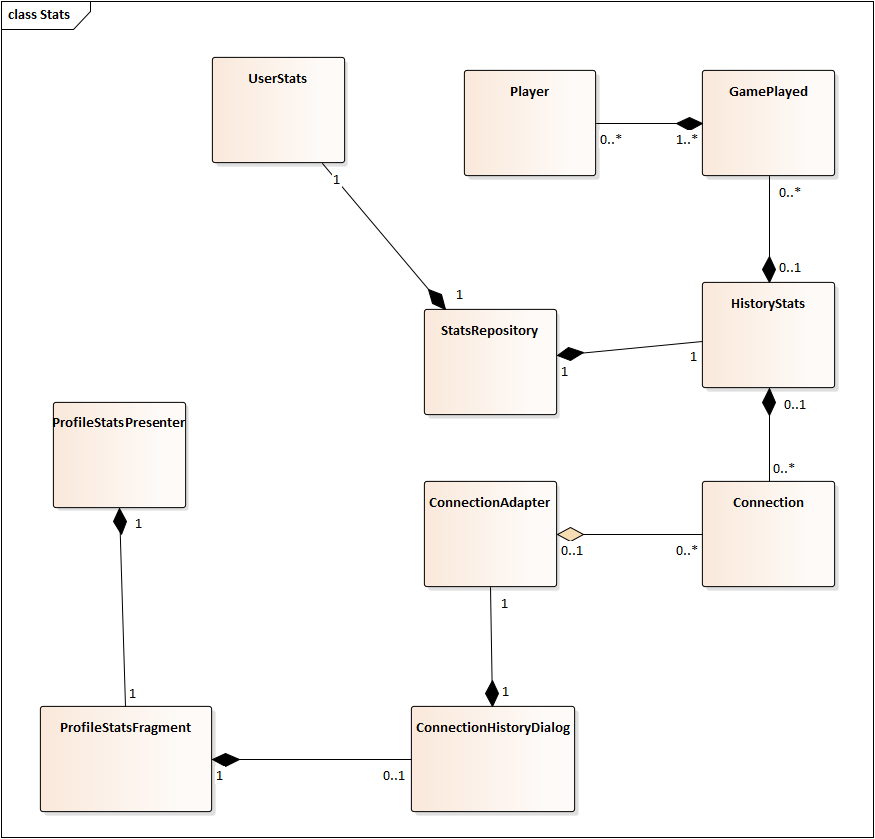 class Stats
UserStats
Player
GamePlayed
0..*
1..*
1
0..*
0..1
1
HistoryStats
StatsRepository
1
1
0..1
ProfileStatsPresenter
0..*
ConnectionAdapter
Connection
1
0..1
0..*
1
1
1
ProfileStatsFragment
ConnectionHistoryDialog
1
0..1